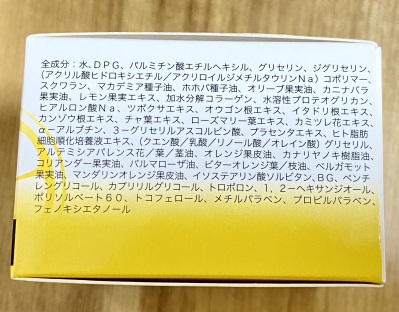 全成分：水、DPG、パルミチン酸エチルヘキシル、グリセリン、ジグリセリン、
（アクリル酸ヒドロキシエチル／アクリロイルジメチルタウリンNa）コポリマー、
スクワラン、マカデミア種子油、ホホバ種子油、オリーブ果実油、カニナバラ
果実油、レモン果実エキス、加水分解コラーゲン、水溶性プロテオグリカン、
ヒアルロン酸Na、ツボクサエキス、オウゴン根エキス、イタドリ根エキス、
カンゾウ根エキス、チャ葉エキス、ローズマリー葉エキス、カミツレ花エキス、
α－アルブチン、3－グリセリルアスコルビン酸、プラセンタエキス、ヒト脂肪
細胞順化培養液エキス、（クエン酸／乳酸／リノール酸／オレイン酸）グリセリル、
アルテミシアパレンス花／葉／茎油、オレンジ果皮油、カナリヤノキ樹脂油、
コリアンダー果実油、パルマローザ油、ビターオレンジ葉／枝油、ベルガモット
果実油、マンダリンオレンジ果皮油、イソステアリン酸ソルビタン、BG、ペンチ
レングリコール、カプリリルグリコール、トロポロン、1，2－ヘキサンジオール、
ポリソルベート60、トコフェロール、メチルパラベン、プロピルパラベン、
フェノキシエタノール